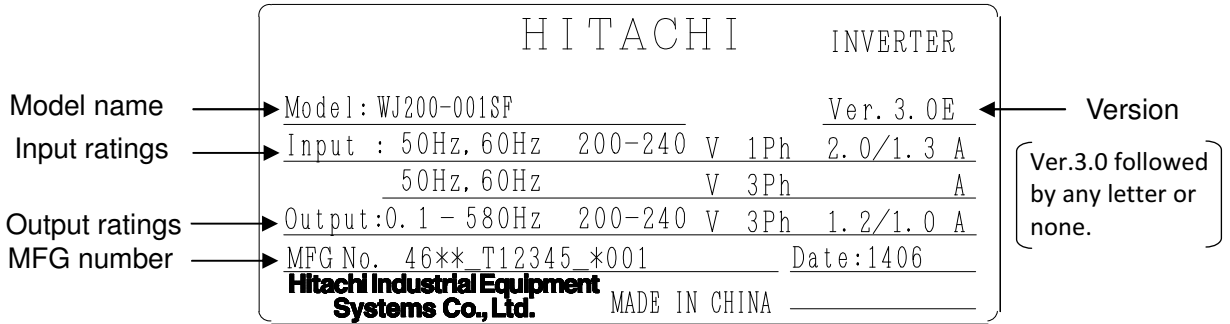 HITACHI INVERTER
Model name Model: WJ200-001SF Ver. 3. 0E Version
Input ratings Input : 50Hz, 60Hz 200-240 V 1Ph 2. 0/1. 3 A
50Hz, 60Hz V 3Ph A
Output ratings Output:0. 1 - 580Hz 200-240 V 3Ph 1. 2/1. 0 A
MFG number MFG No. 46**_T12345_*001 Date:1406
Hitachi Industrial Equipment
Systems Co., Ltd. MADE IN CHINA
Ver.3.0 followed
by any letter or
none.